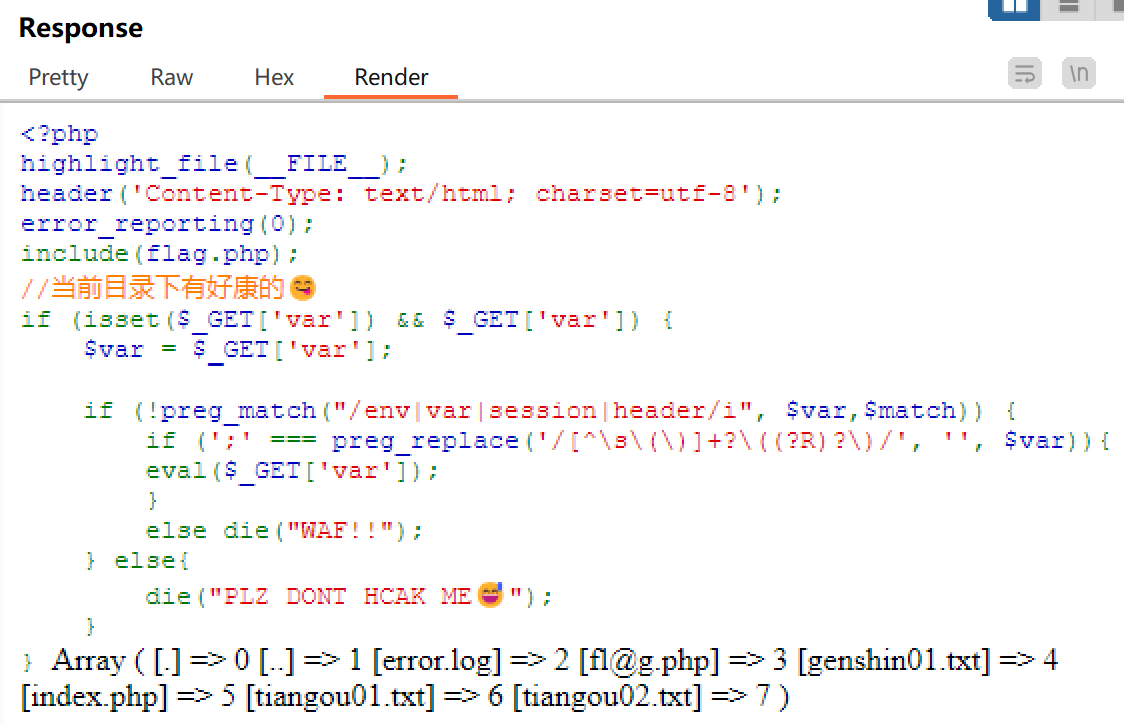 Response
Pretty Raw Hex Render \n
<?php
highlight_file(__FILE__);
header('Content-Type: text/html; charset=utf-8');
error_reporting(0);
include(flag.php);
//当前目录下有好康的😋
if (isset($_GET['var']) && $_GET['var']) {
    $var = $_GET['var'];
    if (!preg_match("/env|var|session|header/i", $var,$match)) {
        if (';' === preg_replace('/[^\s\(\)]+?\((?R)?\)/', '', $var)){
        eval($_GET['var']);
        }
        else die("WAF!!");
    } else{
        die("PLZ DONT HCAK ME😅");
    }
} Array ( [.] => 0 [..] => 1 [error.log] => 2 [fl@g.php] => 3 [genshin01.txt] => 4
[index.php] => 5 [tiangou01.txt] => 6 [tiangou02.txt] => 7 )